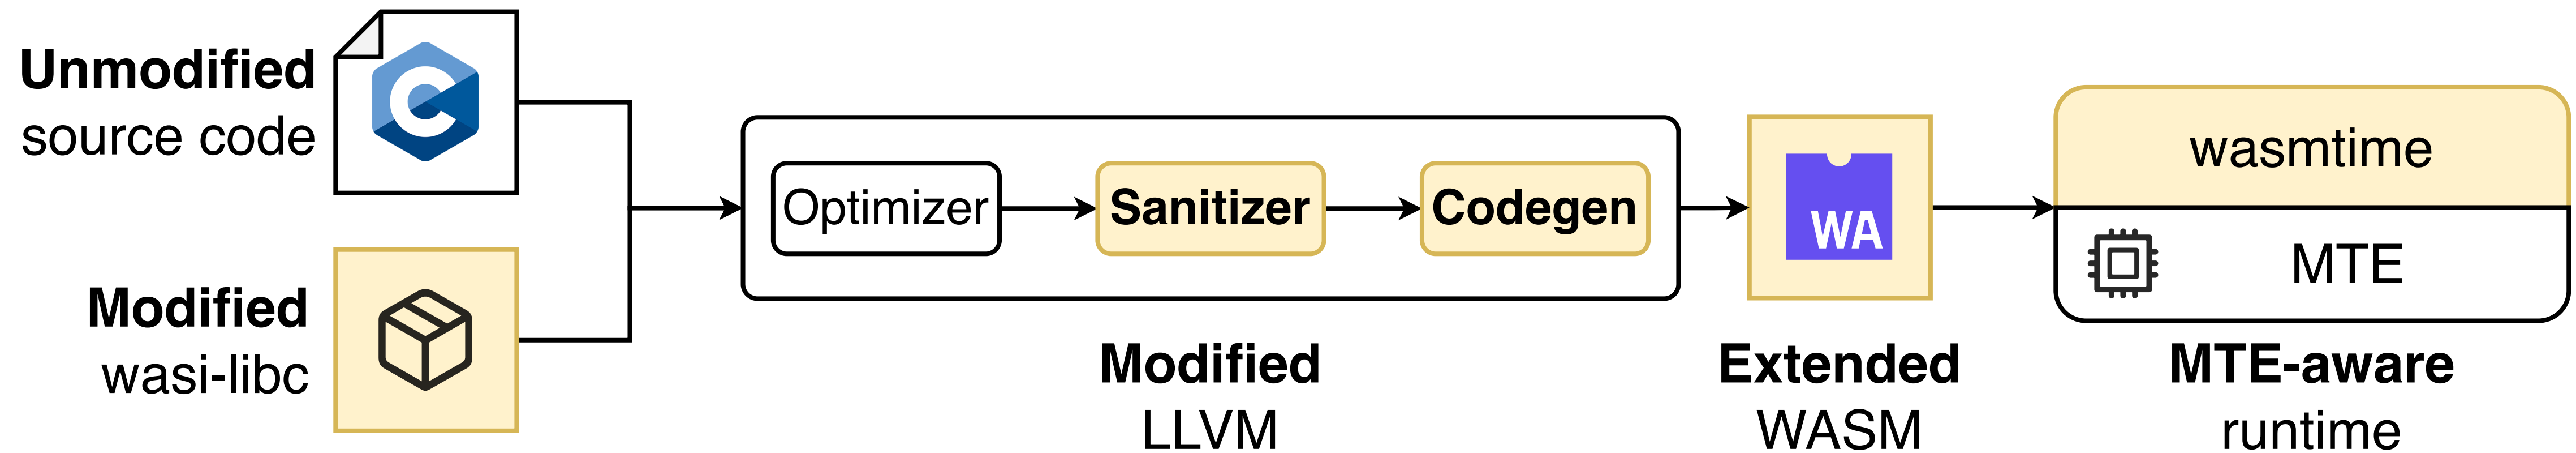 Unmodified
source code
Modified
wasi-libc
Optimizer
Sanitizer
Codegen
Modified
LLVM
WA
Extended
WASM
wasmtime
MTE
MTE-aware
runtime